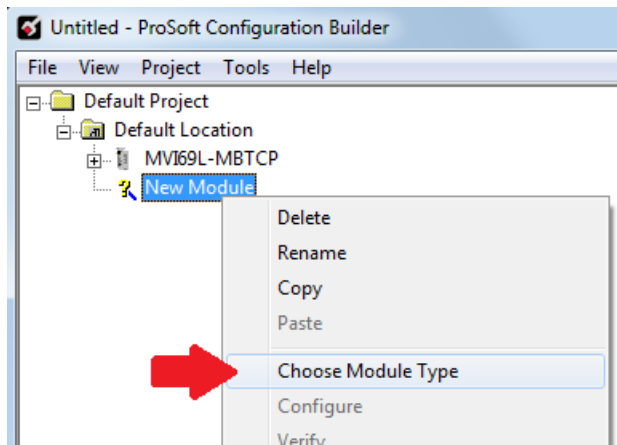 Untitled - ProSoft Configuration Builder
File View Project Tools Help
Default Project
Default Location
MVI69L-MBTCP
New Module
Delete
Rename
Copy
Paste
Choose Module Type
Configure
Verify